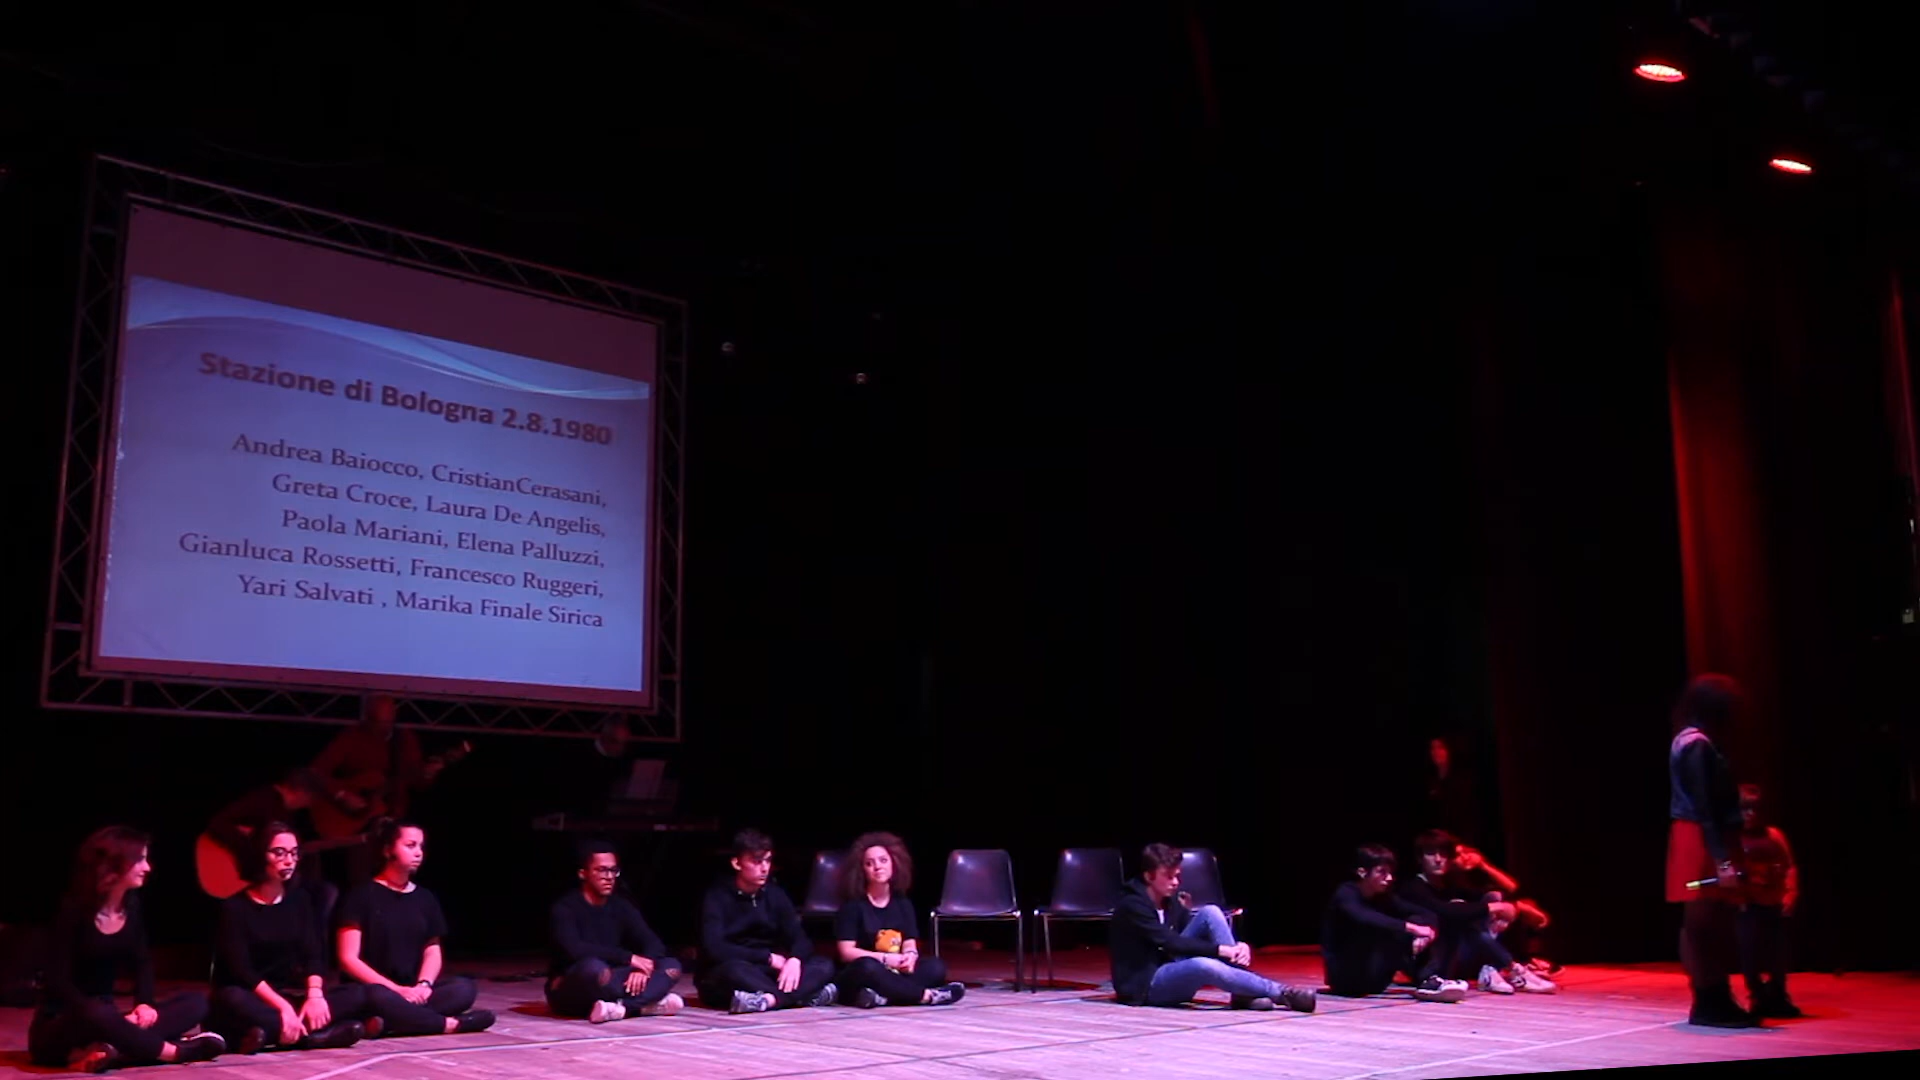 Stazione di Bologna 2.8.1980
Andrea Baiocco, CristianCerasani,
Greta Croce, Laura De Angelis,
Paola Mariani, Elena Palluzzi,
Gianluca Rossetti, Francesco Ruggeri,
Yari Salvati , Marika Finale Sirica